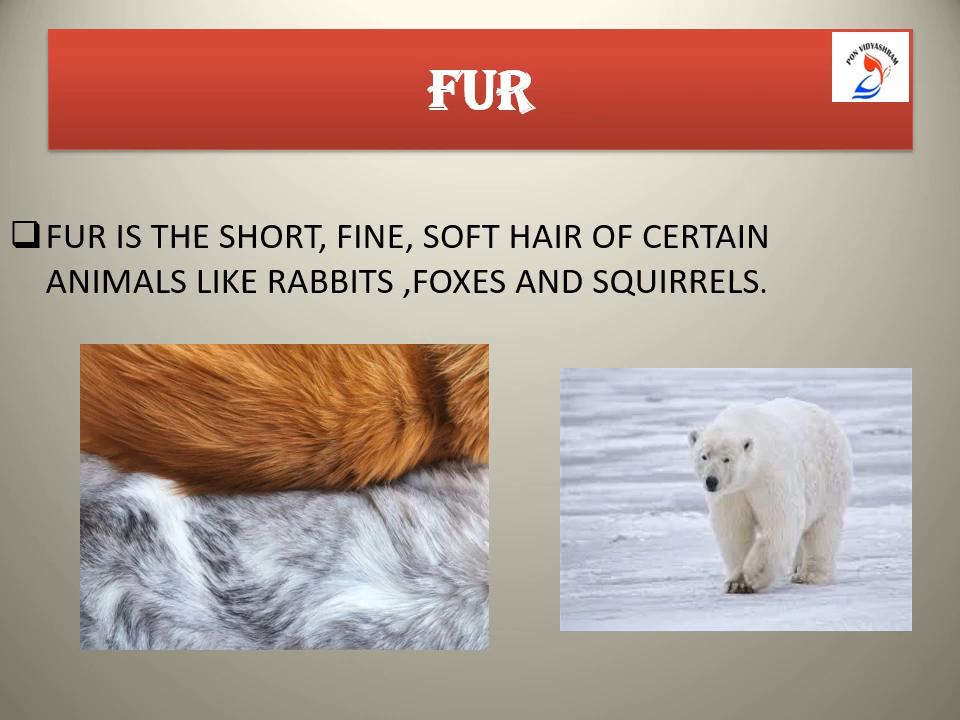 FUR
PON VIDYASHRAM
FUR IS THE SHORT, FINE, SOFT HAIR OF CERTAIN
ANIMALS LIKE RABBITS ,FOXES AND SQUIRRELS.